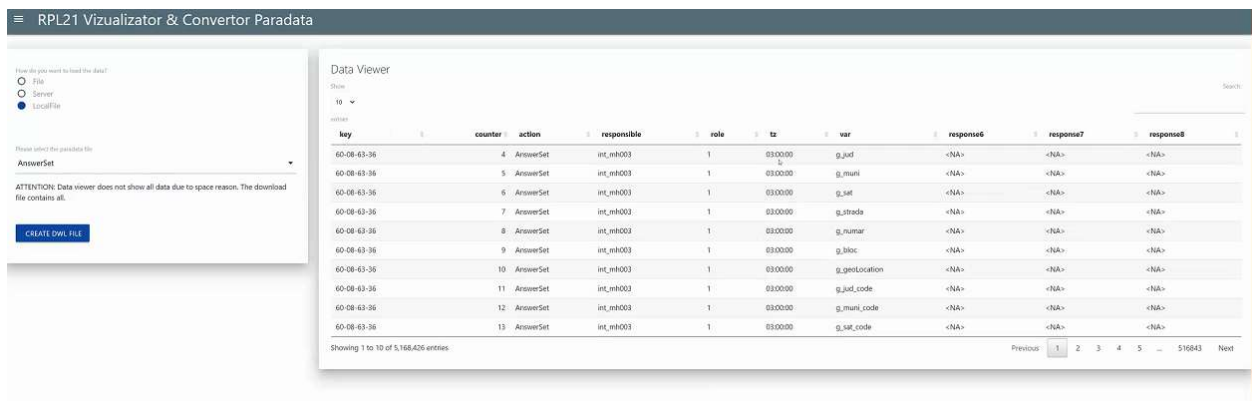 ≡ RPL21 Vizualizator & Convertor Paradata
How do you want to load the data?
File
Server
LocalFile
Please select the paradata file
AnswerSet
ATTENTION: Data viewer does not show all data due to space reason. The download
file contains all.
CREATE DWL FILE
Data Viewer
Show
Search:
10
entries
key counter action responsible role tz var response6 response7 response8
60-08-63-36 4 AnswerSet int_mh003 1 03:00:00 g_jud <NA> <NA> <NA>
60-08-63-36 5 AnswerSet int_mh003 1 03:00:00 g_muni <NA> <NA> <NA>
60-08-63-36 6 AnswerSet int_mh003 1 03:00:00 g_sat <NA> <NA> <NA>
60-08-63-36 7 AnswerSet int_mh003 1 03:00:00 g_strada <NA> <NA> <NA>
60-08-63-36 8 AnswerSet int_mh003 1 03:00:00 g_numar <NA> <NA> <NA>
60-08-63-36 9 AnswerSet int_mh003 1 03:00:00 g_bloc <NA> <NA> <NA>
60-08-63-36 10 AnswerSet int_mh003 1 03:00:00 g_geoLocation <NA> <NA> <NA>
60-08-63-36 11 AnswerSet int_mh003 1 03:00:00 g_jud_code <NA> <NA> <NA>
60-08-63-36 12 AnswerSet int_mh003 1 03:00:00 g_muni_code <NA> <NA> <NA>
60-08-63-36 13 AnswerSet int_mh003 1 03:00:00 g_sat_code <NA> <NA> <NA>
Showing 1 to 10 of 5,168,426 entries
Previous 1 2 3 4 5 … 516843 Next